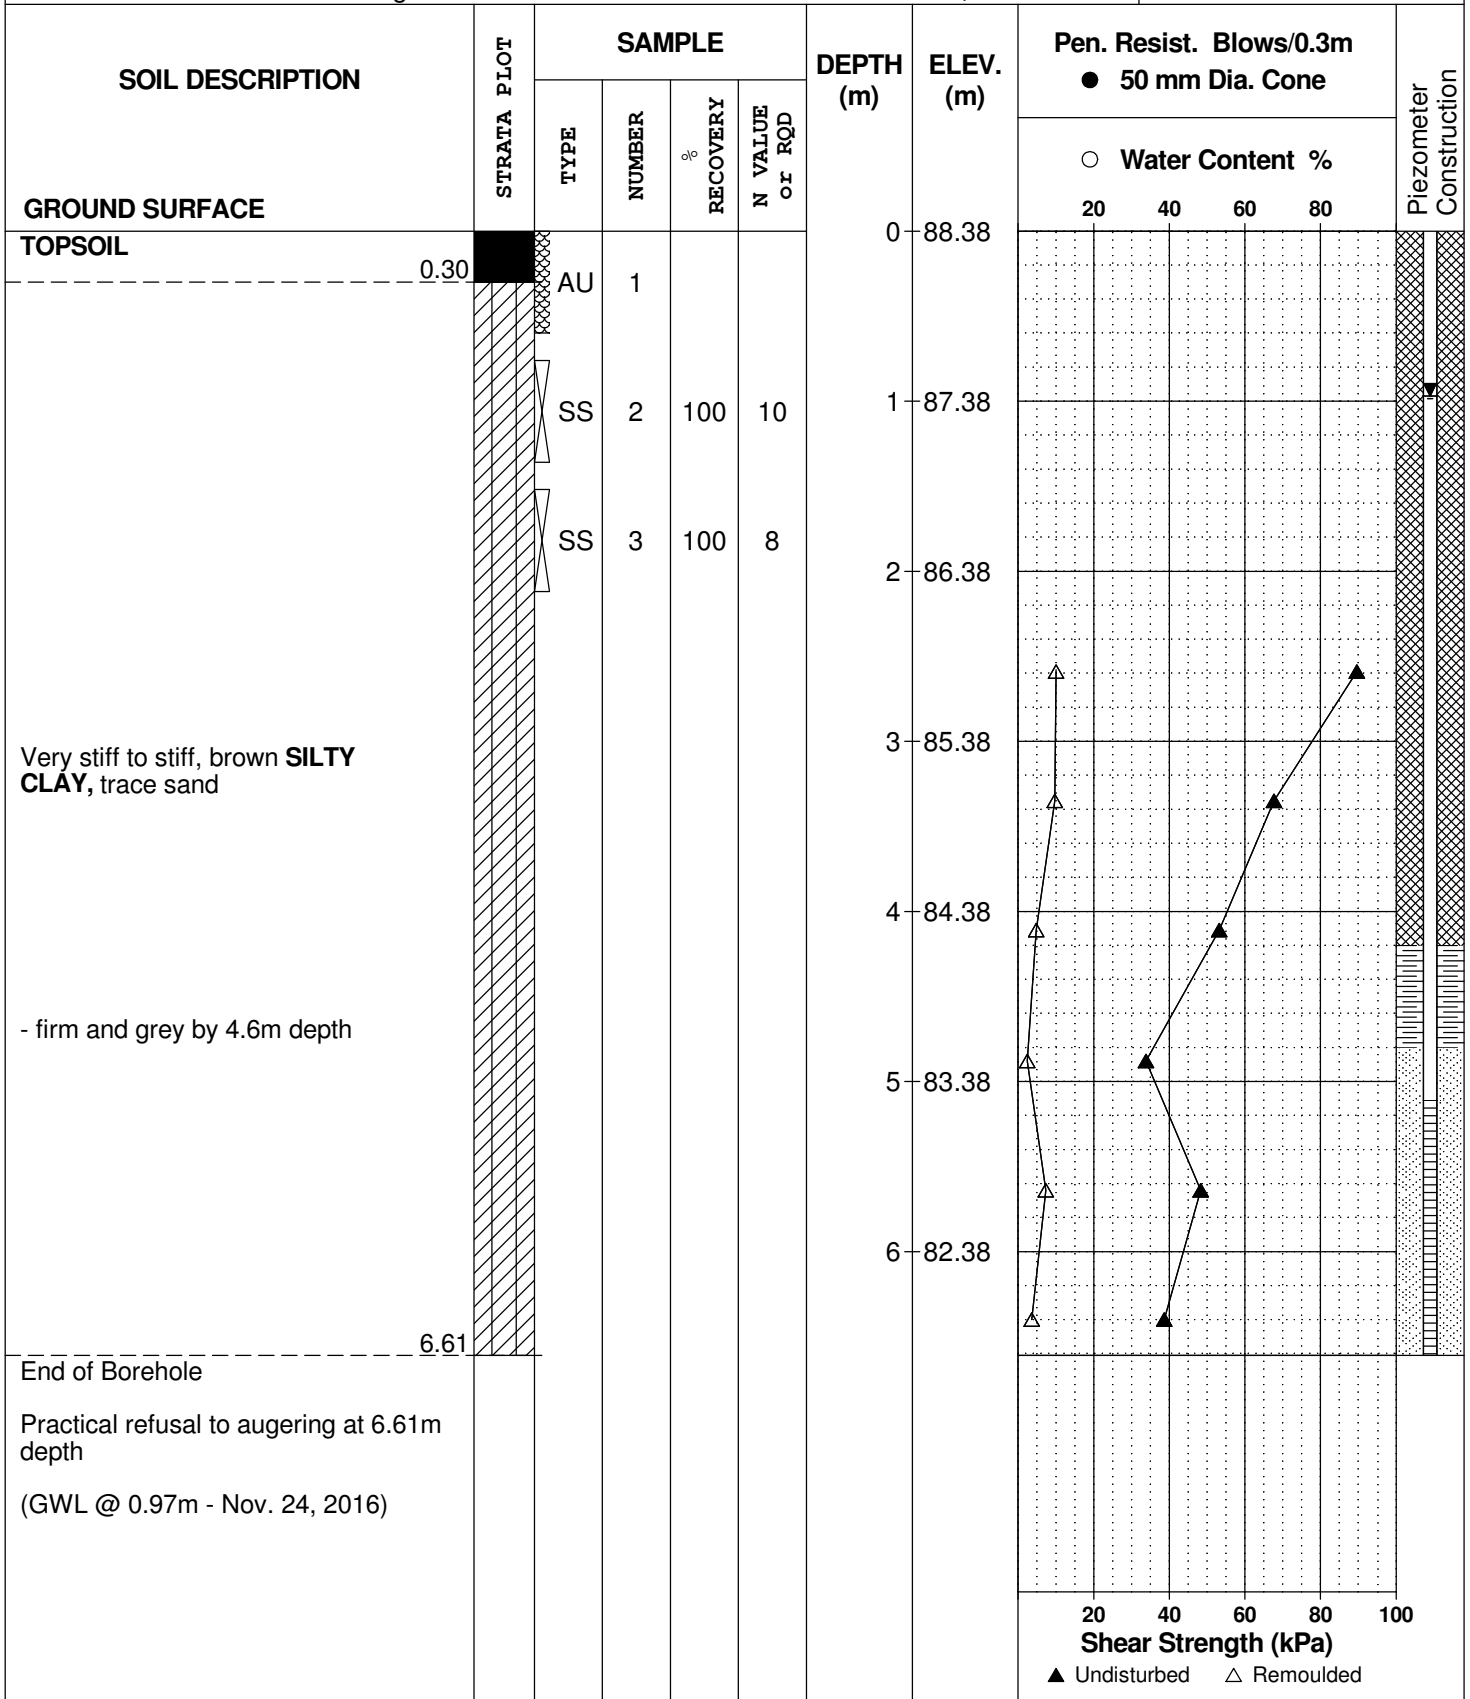 SOIL DESCRIPTION
GROUND SURFACE
STRATA PLOT
SAMPLE
TYPE
NUMBER
%
RECOVERY
N VALUE
or RQD
DEPTH
(m)
ELEV.
(m)
Pen. Resist. Blows/0.3m
● 50 mm Dia. Cone
○ Water Content %
20 40 60 80
Piezometer
Construction
TOPSOIL
0.30
AU 1
SS 2 100 10
SS 3 100 8
0 88.38
1 87.38
2 86.38
3 85.38
4 84.38
5 83.38
6 82.38
Very stiff to stiff, brown SILTY
CLAY, trace sand
- firm and grey by 4.6m depth
6.61
End of Borehole
Practical refusal to augering at 6.61m
depth
(GWL @ 0.97m - Nov. 24, 2016)
20 40 60 80 100
Shear Strength (kPa)
▲ Undisturbed △ Remoulded